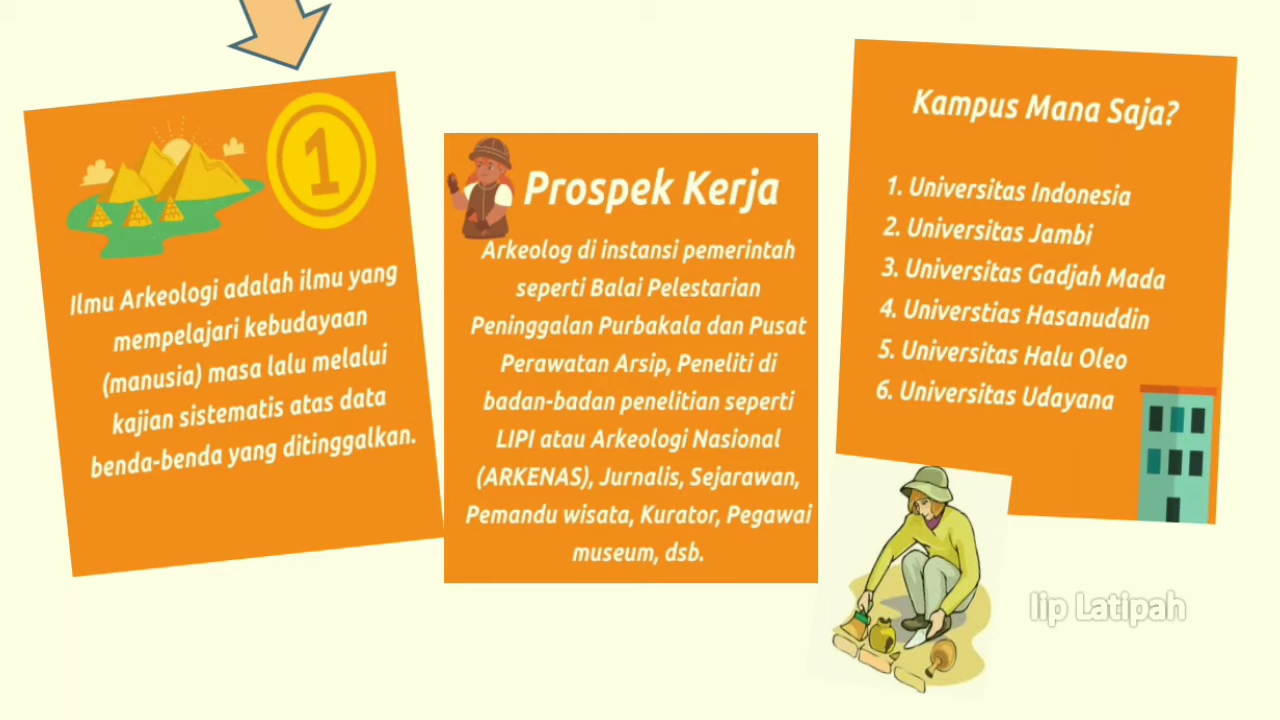 1
Ilmu Arkeologi adalah ilmu yang
mempelajari kebudayaan
(manusia) masa lalu melalui
kajian sistematis atas data
benda-benda yang ditinggalkan.
Prospek Kerja
Arkeolog di instansi pemerintah
seperti Balai Pelestarian
Peninggalan Purbakala dan Pusat
Perawatan Arsip, Peneliti di
badan-badan penelitian seperti
LIPI atau Arkeologi Nasional
(ARKENAS), Jurnalis, Sejarawan,
Pemandu wisata, Kurator, Pegawai
museum, dsb.
Kampus Mana Saja?
1. Universitas Indonesia
2. Universitas Jambi
3. Universitas Gadjah Mada
4. Universtias Hasanuddin
5. Universitas Halu Oleo
6. Universitas Udayana
Iip Latipah